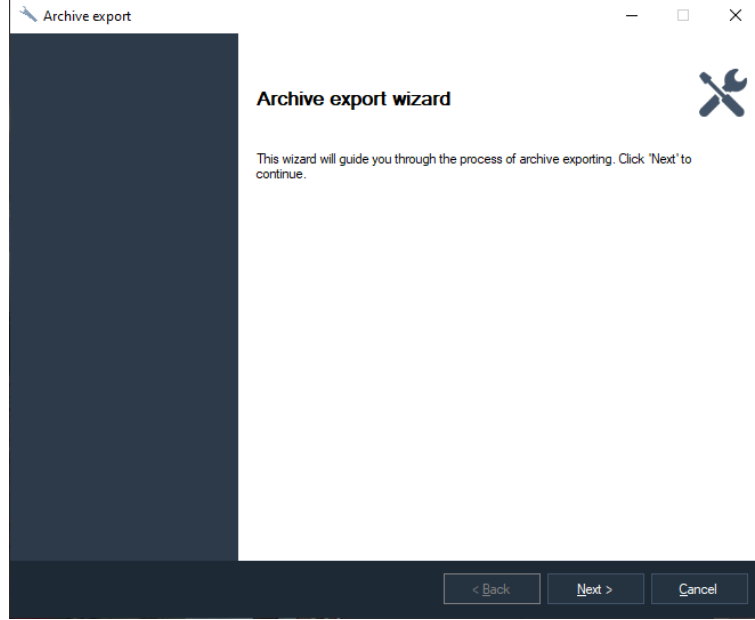 Archive export
Archive export wizard
This wizard will guide you through the process of archive exporting. Click 'Next' to
continue.
< Back
Next >
Cancel